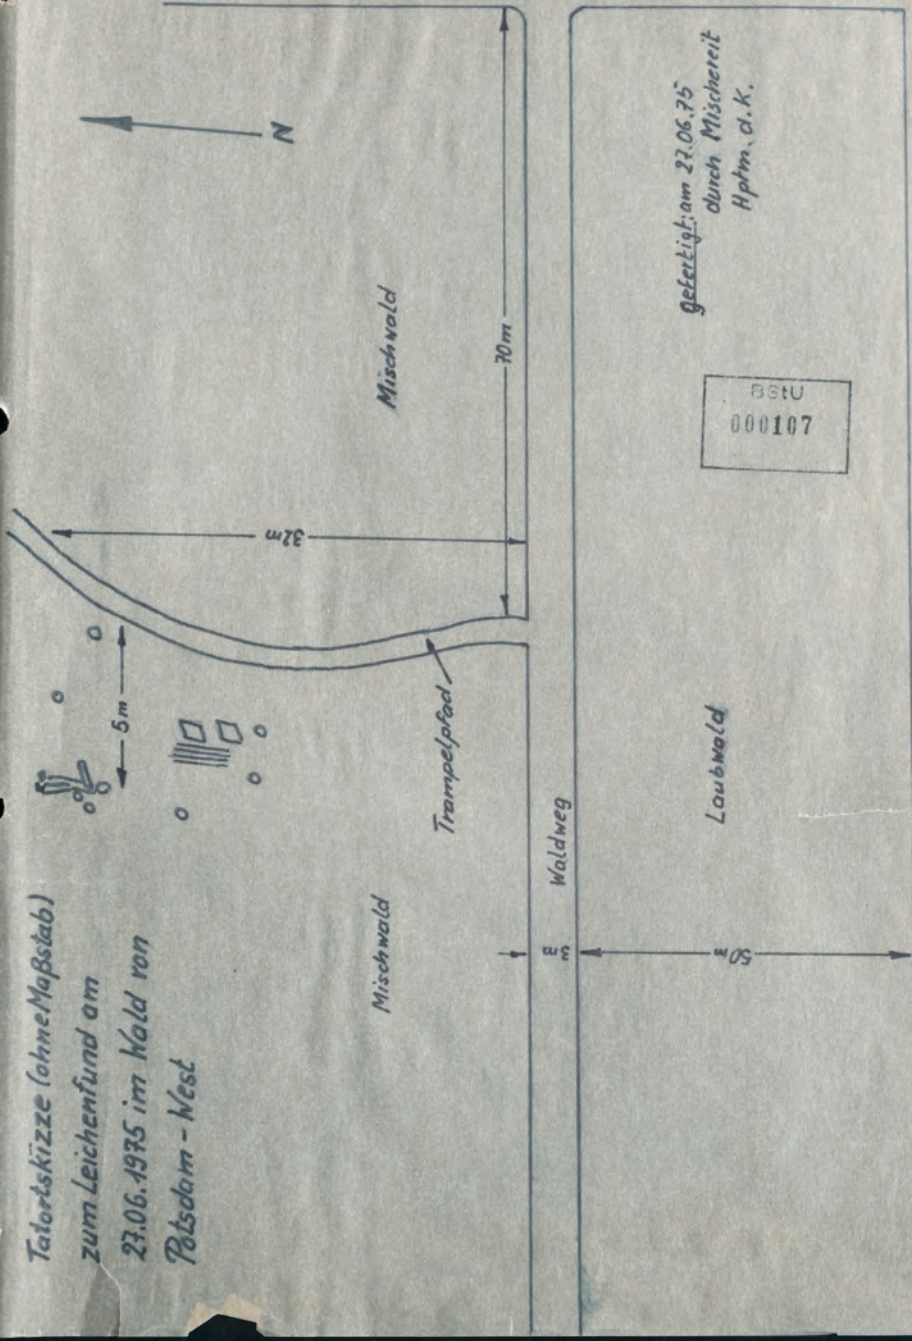 Tatortskizze (ohne Maßstab)
zum Leichenfund am
27.06.1975 im Wald von
Potsdam - West
N
5m
32m
70m
Mischwald
Mischwald
Trampelpfad
Waldweg
3m
50m
Laubwald
gefertigt: am 27.06.75
durch Mischereit
Hptm. d. K.
BStU
000107